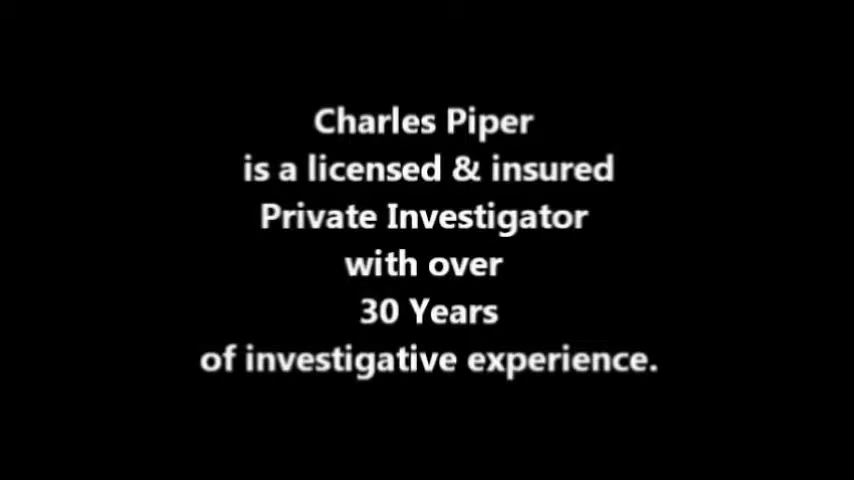 Charles Piper
is a licensed & insured
Private Investigator
with over
30 Years
of investigative experience.